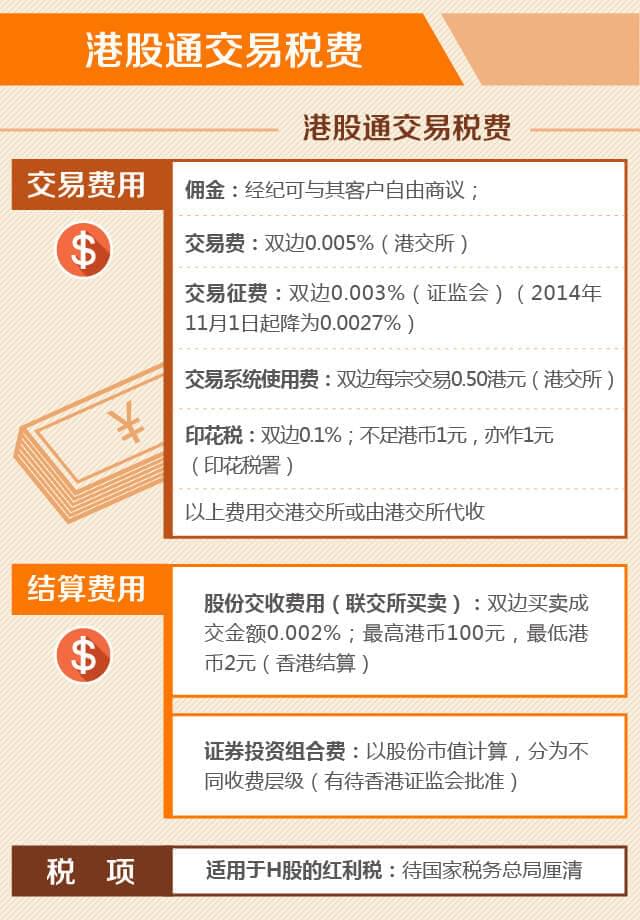 港股通交易税费
港股通交易税费
交易费用
佣金：经纪可与其客户自由商议；
交易费：双边0.005%（港交所）
交易征费：双边0.003%（证监会）（2014年
11月1日起降为0.0027%）
交易系统使用费：双边每宗交易0.50港元（港交所）
印花税：双边0.1%；不足港币1元，亦作1元
（印花税署）
以上费用交港交所或由港交所代收
结算费用
股份交收费用（联交所买卖）：双边买卖成
交金额0.002%；最高港币100元，最低港
币2元（香港结算）
证券投资组合费：以股份市值计算，分为不
同收费层级（有待香港证监会批准）
税 项
适用于H股的红利税：待国家税务总局厘清